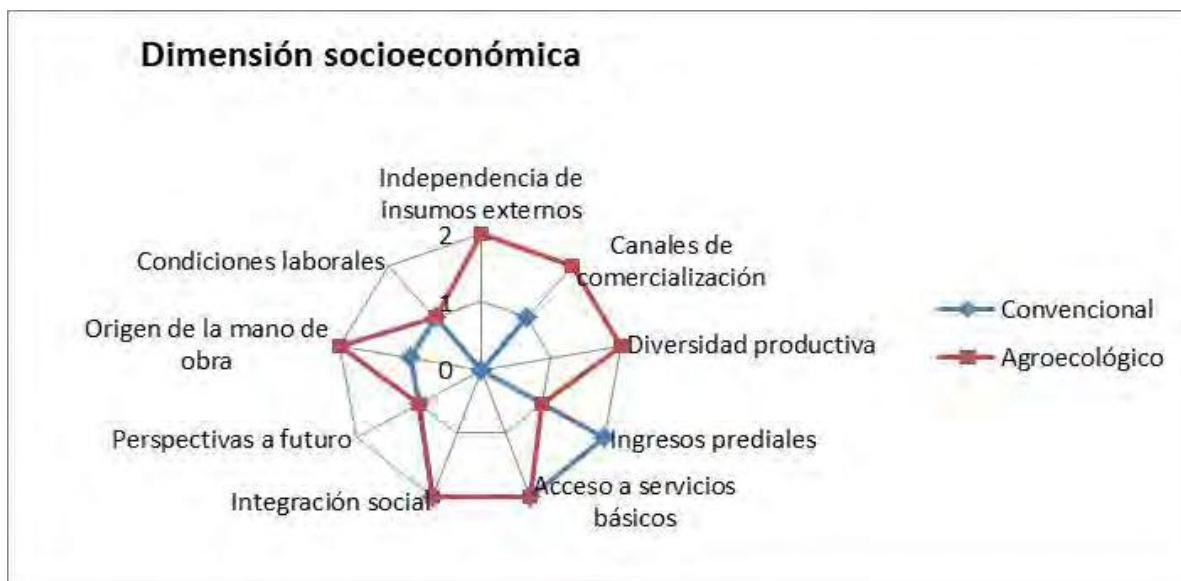 Dimensión socioeconómica
Independencia de
insumos externos
2
Canales de
comercialización
Condiciones laborales
1
Origen de la mano de
obra
Diversidad productiva
0
Perspectivas a futuro
Ingresos prediales
Integración social
Acceso a servicios
básicos
Convencional
Agroecológico